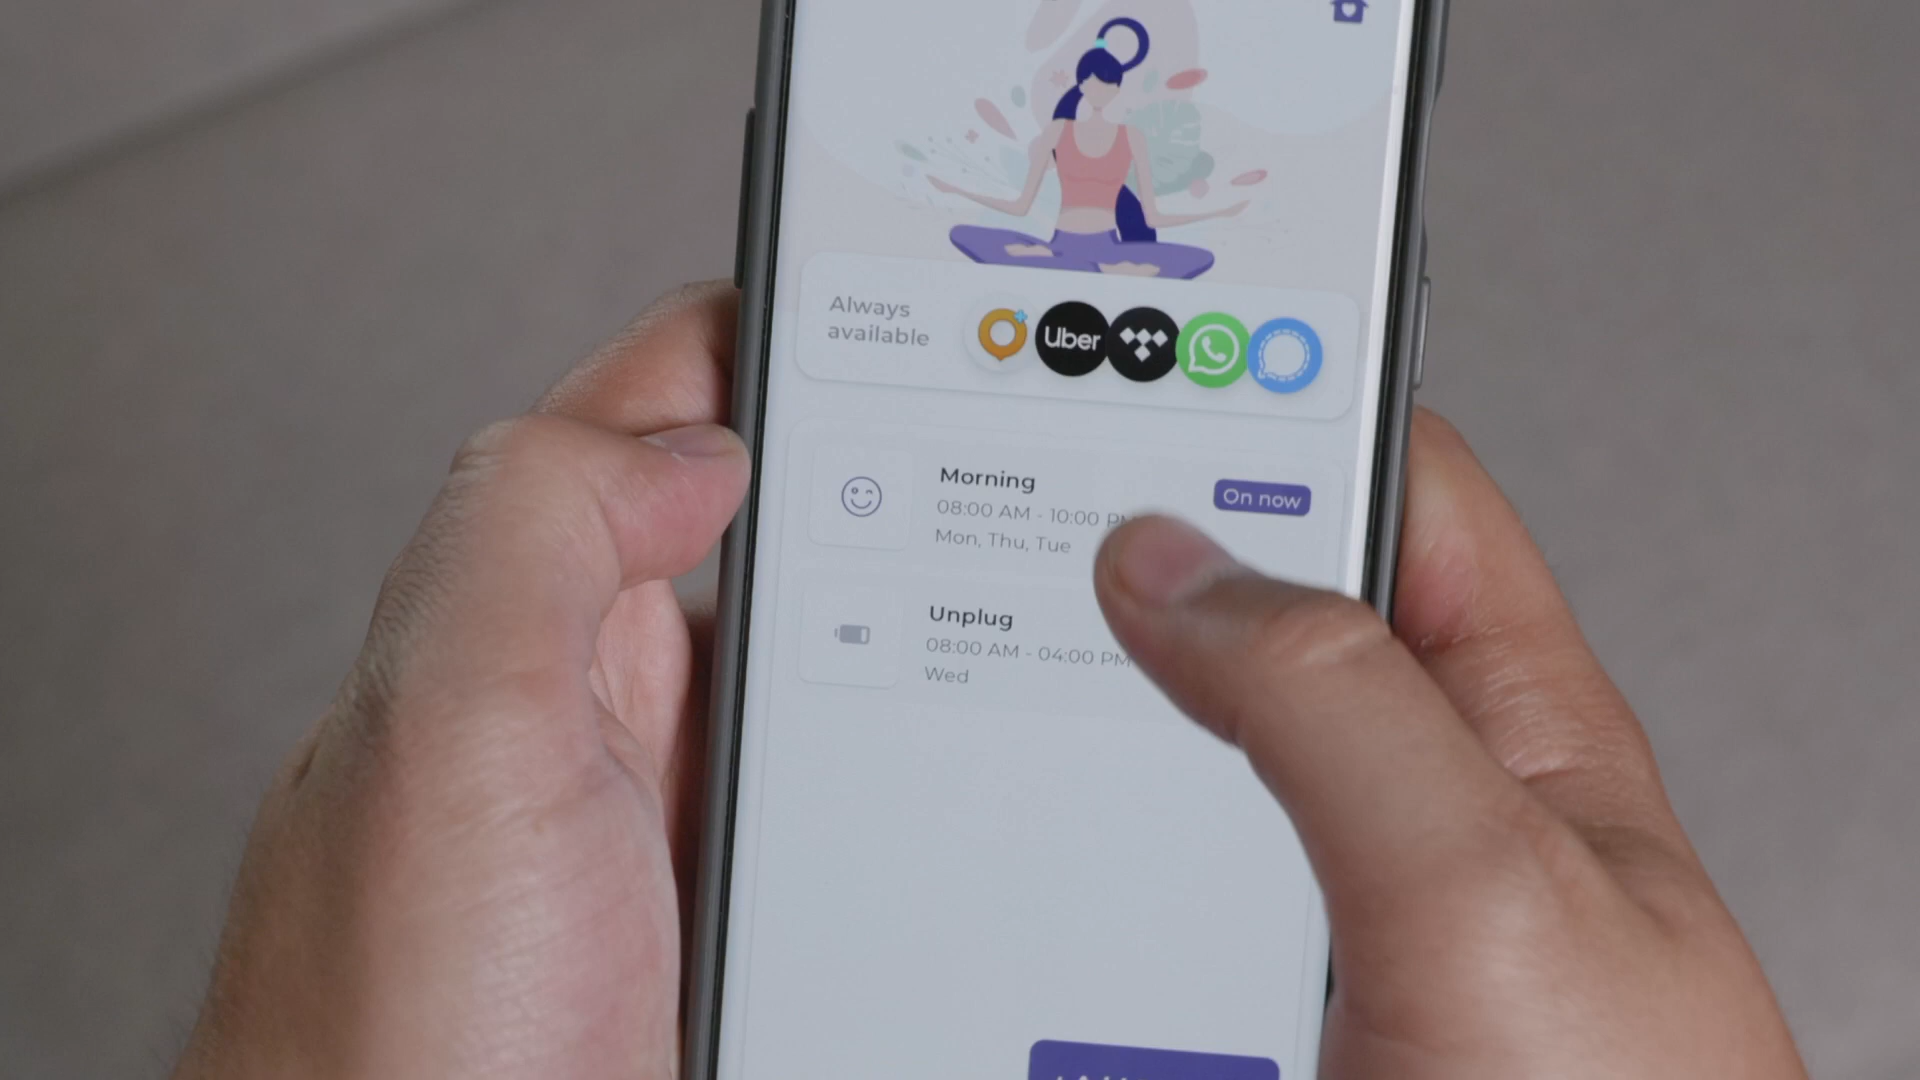 Always
available
Uber
Morning
On now
08:00 AM - 10:00 PM
Mon, Thu, Tue
Unplug
08:00 AM - 04:00 PM
Wed